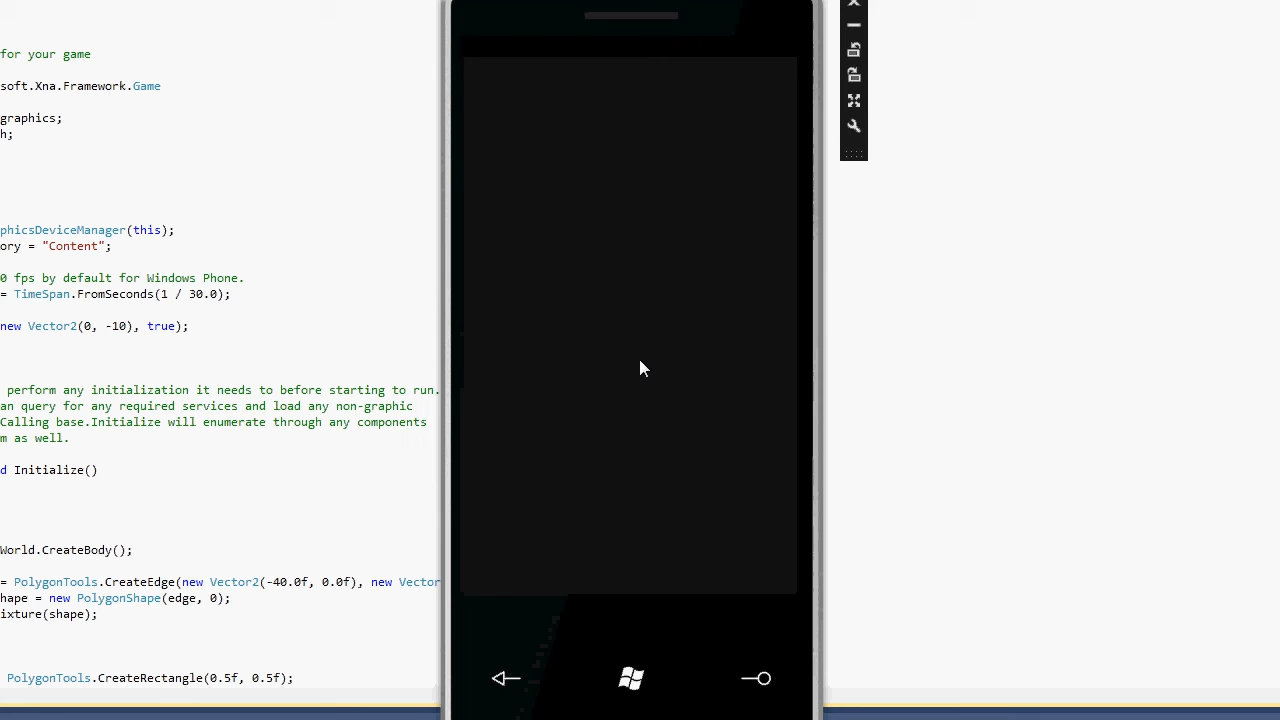 for your game
soft.Xna.Framework.Game
graphics;
h;
phicsDeviceManager(this);
ory = "Content";
0 fps by default for Windows Phone.
= TimeSpan.FromSeconds(1 / 30.0);
new Vector2(0, -10), true);
perform any initialization it needs to before starting to run.
an query for any required services and load any non-graphic
Calling base.Initialize will enumerate through any components
m as well.
d Initialize()
World.CreateBody();
= PolygonTools.CreateEdge(new Vector2(-40.0f, 0.0f), new Vector
hape = new PolygonShape(edge, 0);
ixture(shape);
PolygonTools.CreateRectangle(0.5f, 0.5f);